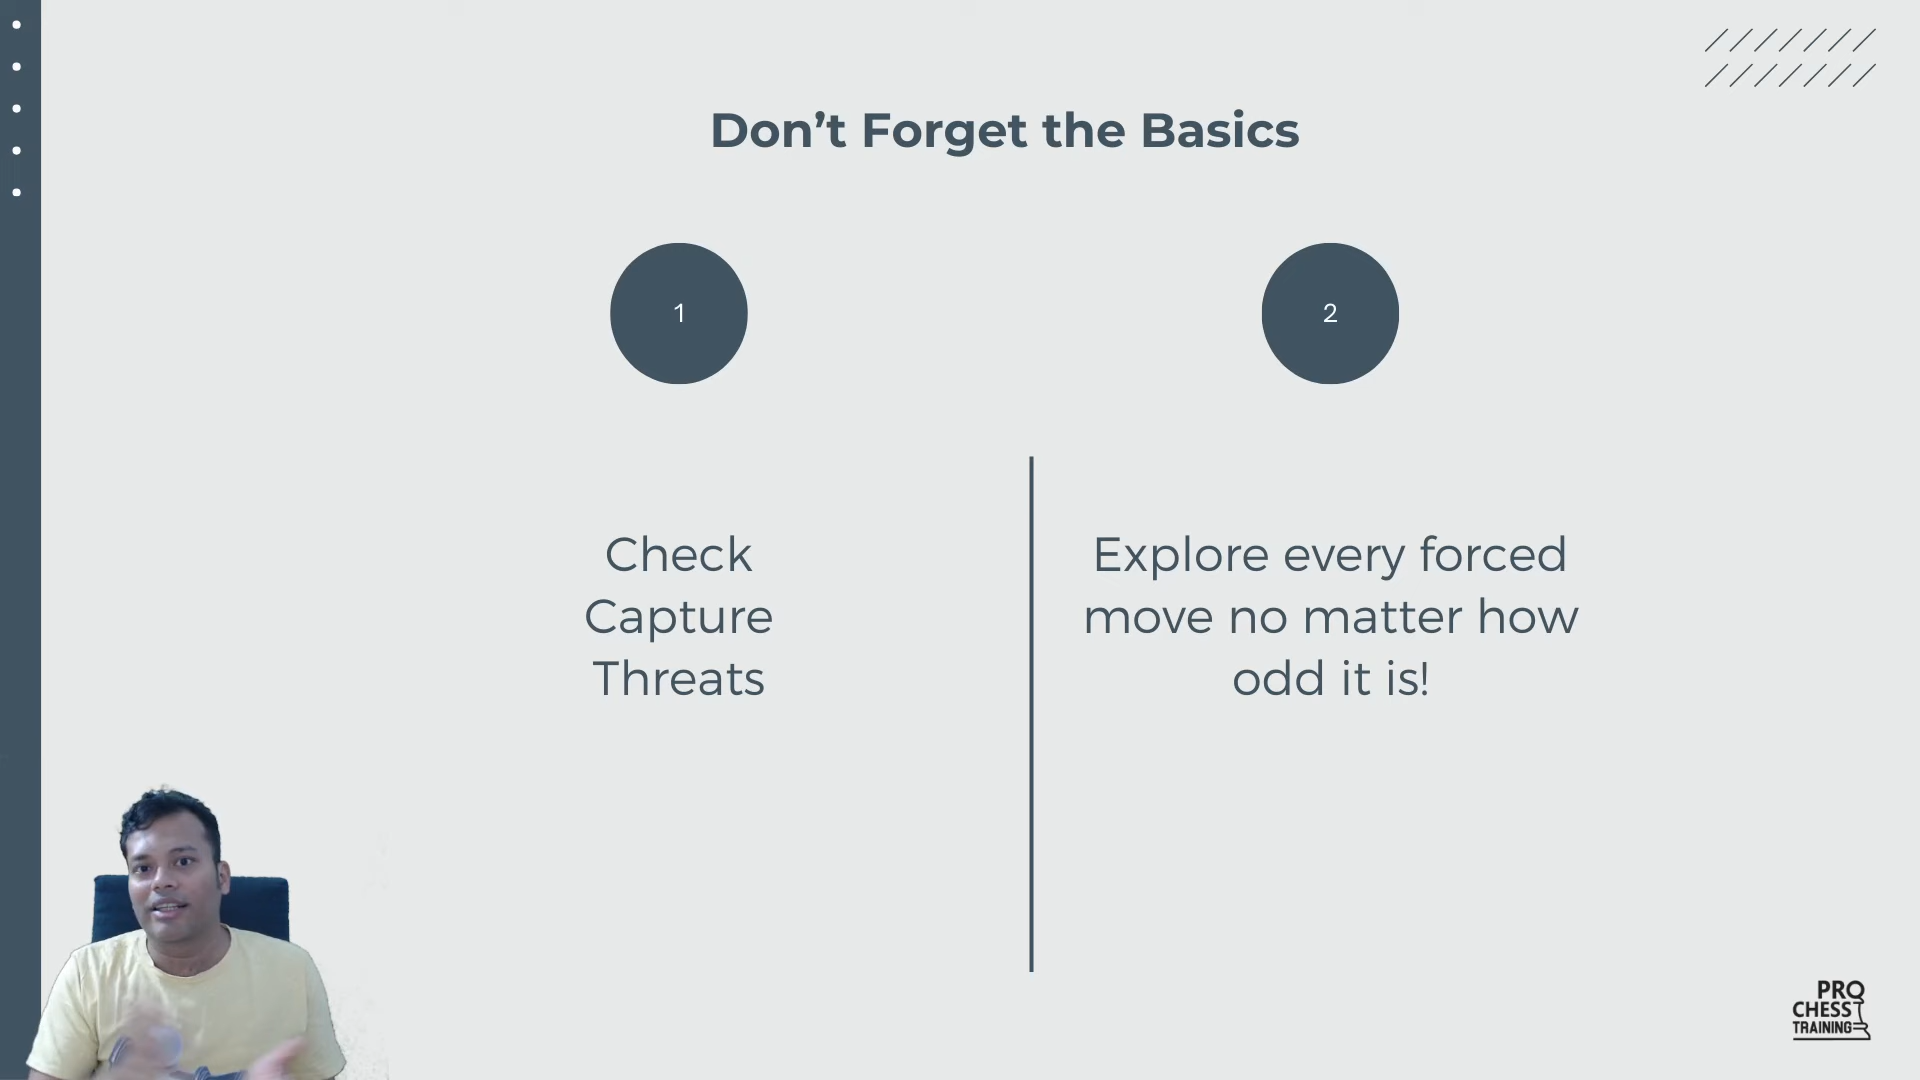 Don’t Forget the Basics
1
2
Check
Capture
Threats
Explore every forced
move no matter how
odd it is!
PRO
CHESS
TRAINING